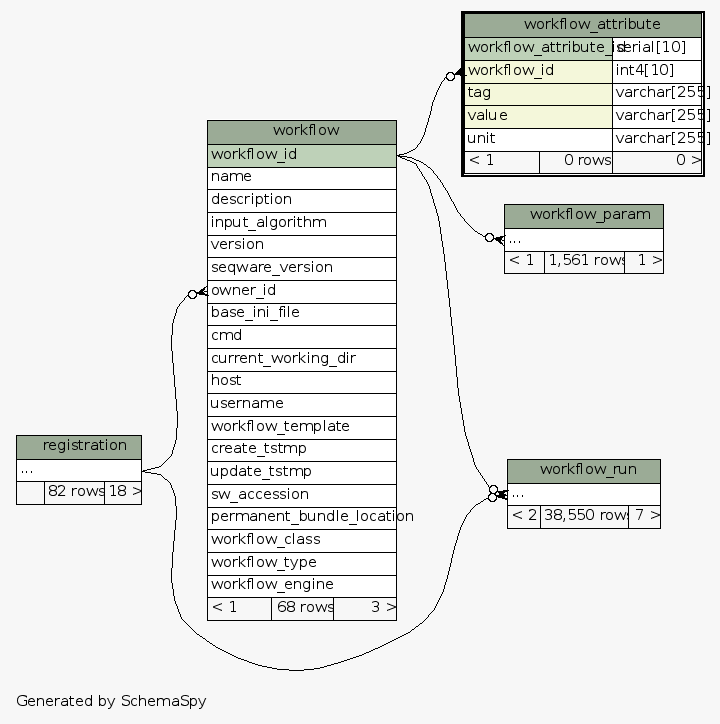 workflow_attribute
workflow_attribute_id serial[10]
workflow_id int4[10]
tag varchar[255]
value varchar[255]
unit varchar[255]
< 1 0 rows 0 >
workflow
workflow_id
name
description
input_algorithm
version
seqware_version
owner_id
base_ini_file
cmd
current_working_dir
host
username
workflow_template
create_tstmp
update_tstmp
sw_accession
permanent_bundle_location
workflow_class
workflow_type
workflow_engine
< 1 68 rows 3 >
workflow_param
...
< 1 1,561 rows 1 >
registration
...
82 rows 18 >
workflow_run
...
< 2 38,550 rows 7 >
Generated by SchemaSpy